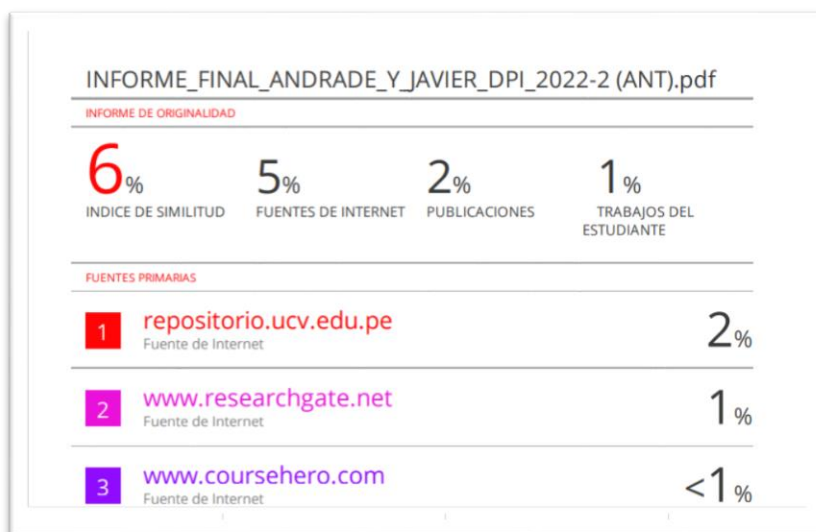 INFORME_FINAL_ANDRADE_Y_JAVIER_DPI_2022-2 (ANT).pdf
INFORME DE ORIGINALIDAD
6%
INDICE DE SIMILITUD
5%
FUENTES DE INTERNET
2%
PUBLICACIONES
1%
TRABAJOS DEL
ESTUDIANTE
FUENTES PRIMARIAS
1 repositorio.ucv.edu.pe 2%
Fuente de Internet
2 www.researchgate.net 1%
Fuente de Internet
3 www.coursehero.com <1%
Fuente de Internet